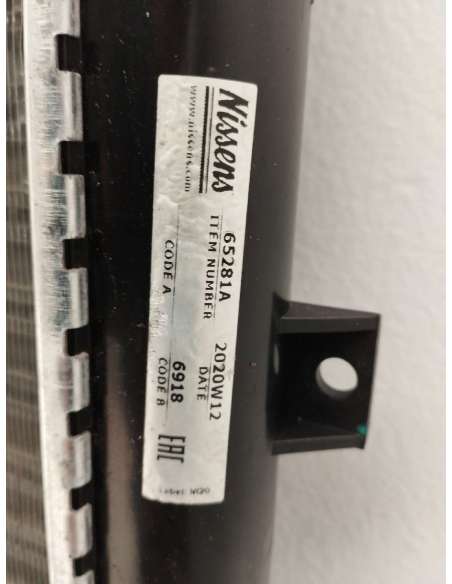 Nissens
www.nissens.com
65281A
ITEM NUMBER
2020W12
DATE
CODE A
6918
CODE B
EAC